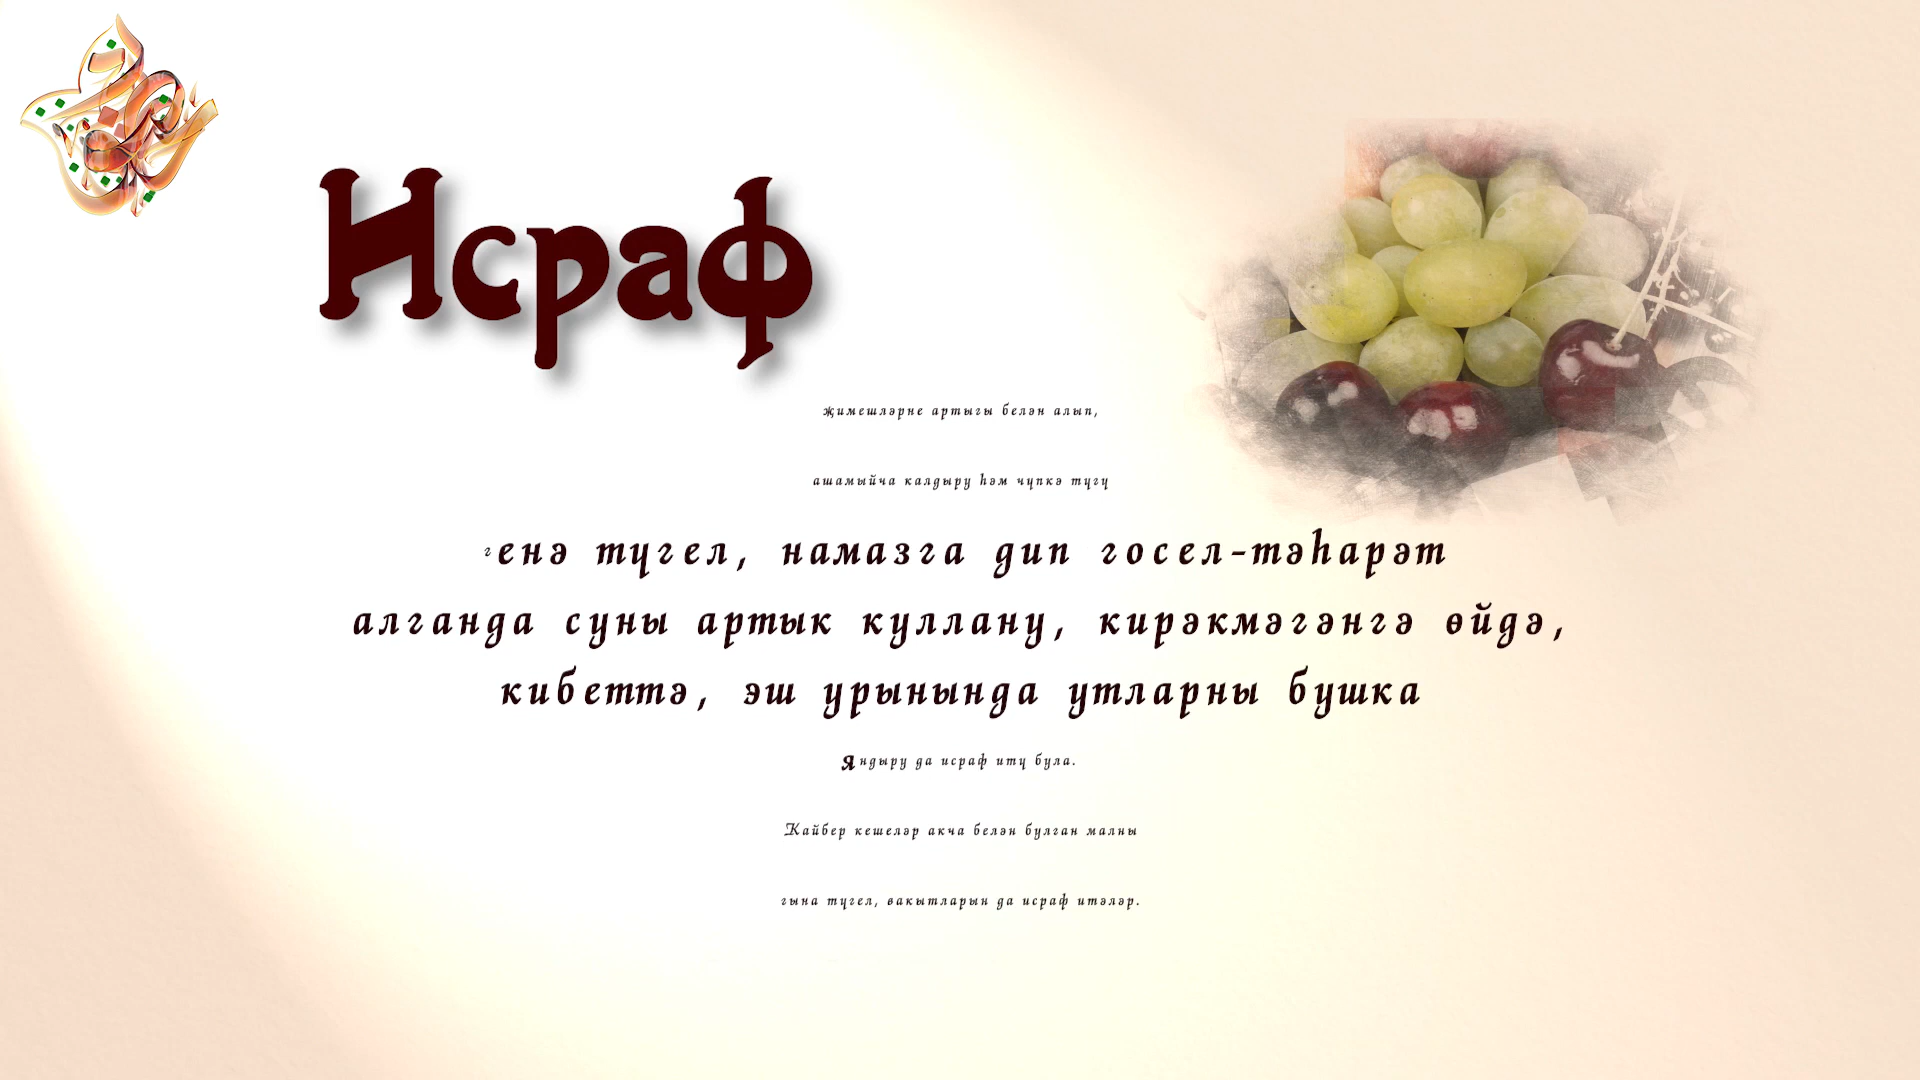 Исраф
җимешләрне артыгы белән алып,
ашамыйча калдыру һәм чүпкә түгү
генә түгел, намазга дип госел-тәһарәт
алганда суны артык куллану, кирәкмәгәнгә өйдә,
кибеттә, эш урынында утларны бушка
яндыру да исраф итү була.
Кайбер кешеләр акча белән булган малны
гына түгел, вакытларын да исраф итәләр.